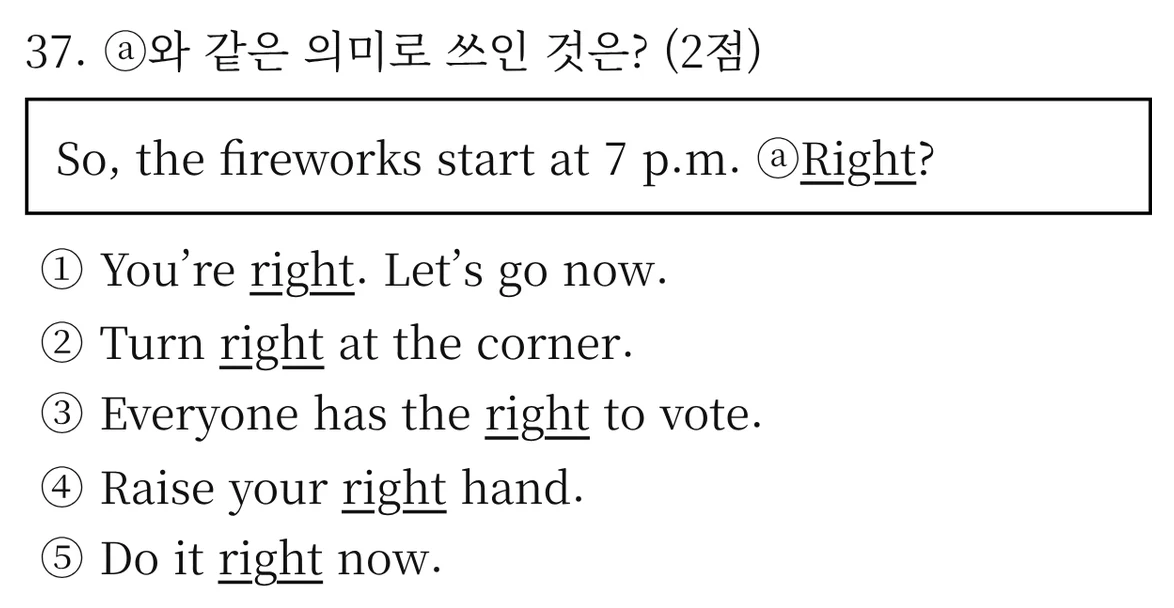 37. ⓐ와 같은 의미로 쓰인 것은? (2점)
So, the fireworks start at 7 p.m. ⓐRight?
① You’re right. Let’s go now.
② Turn right at the corner.
③ Everyone has the right to vote.
④ Raise your right hand.
⑤ Do it right now.